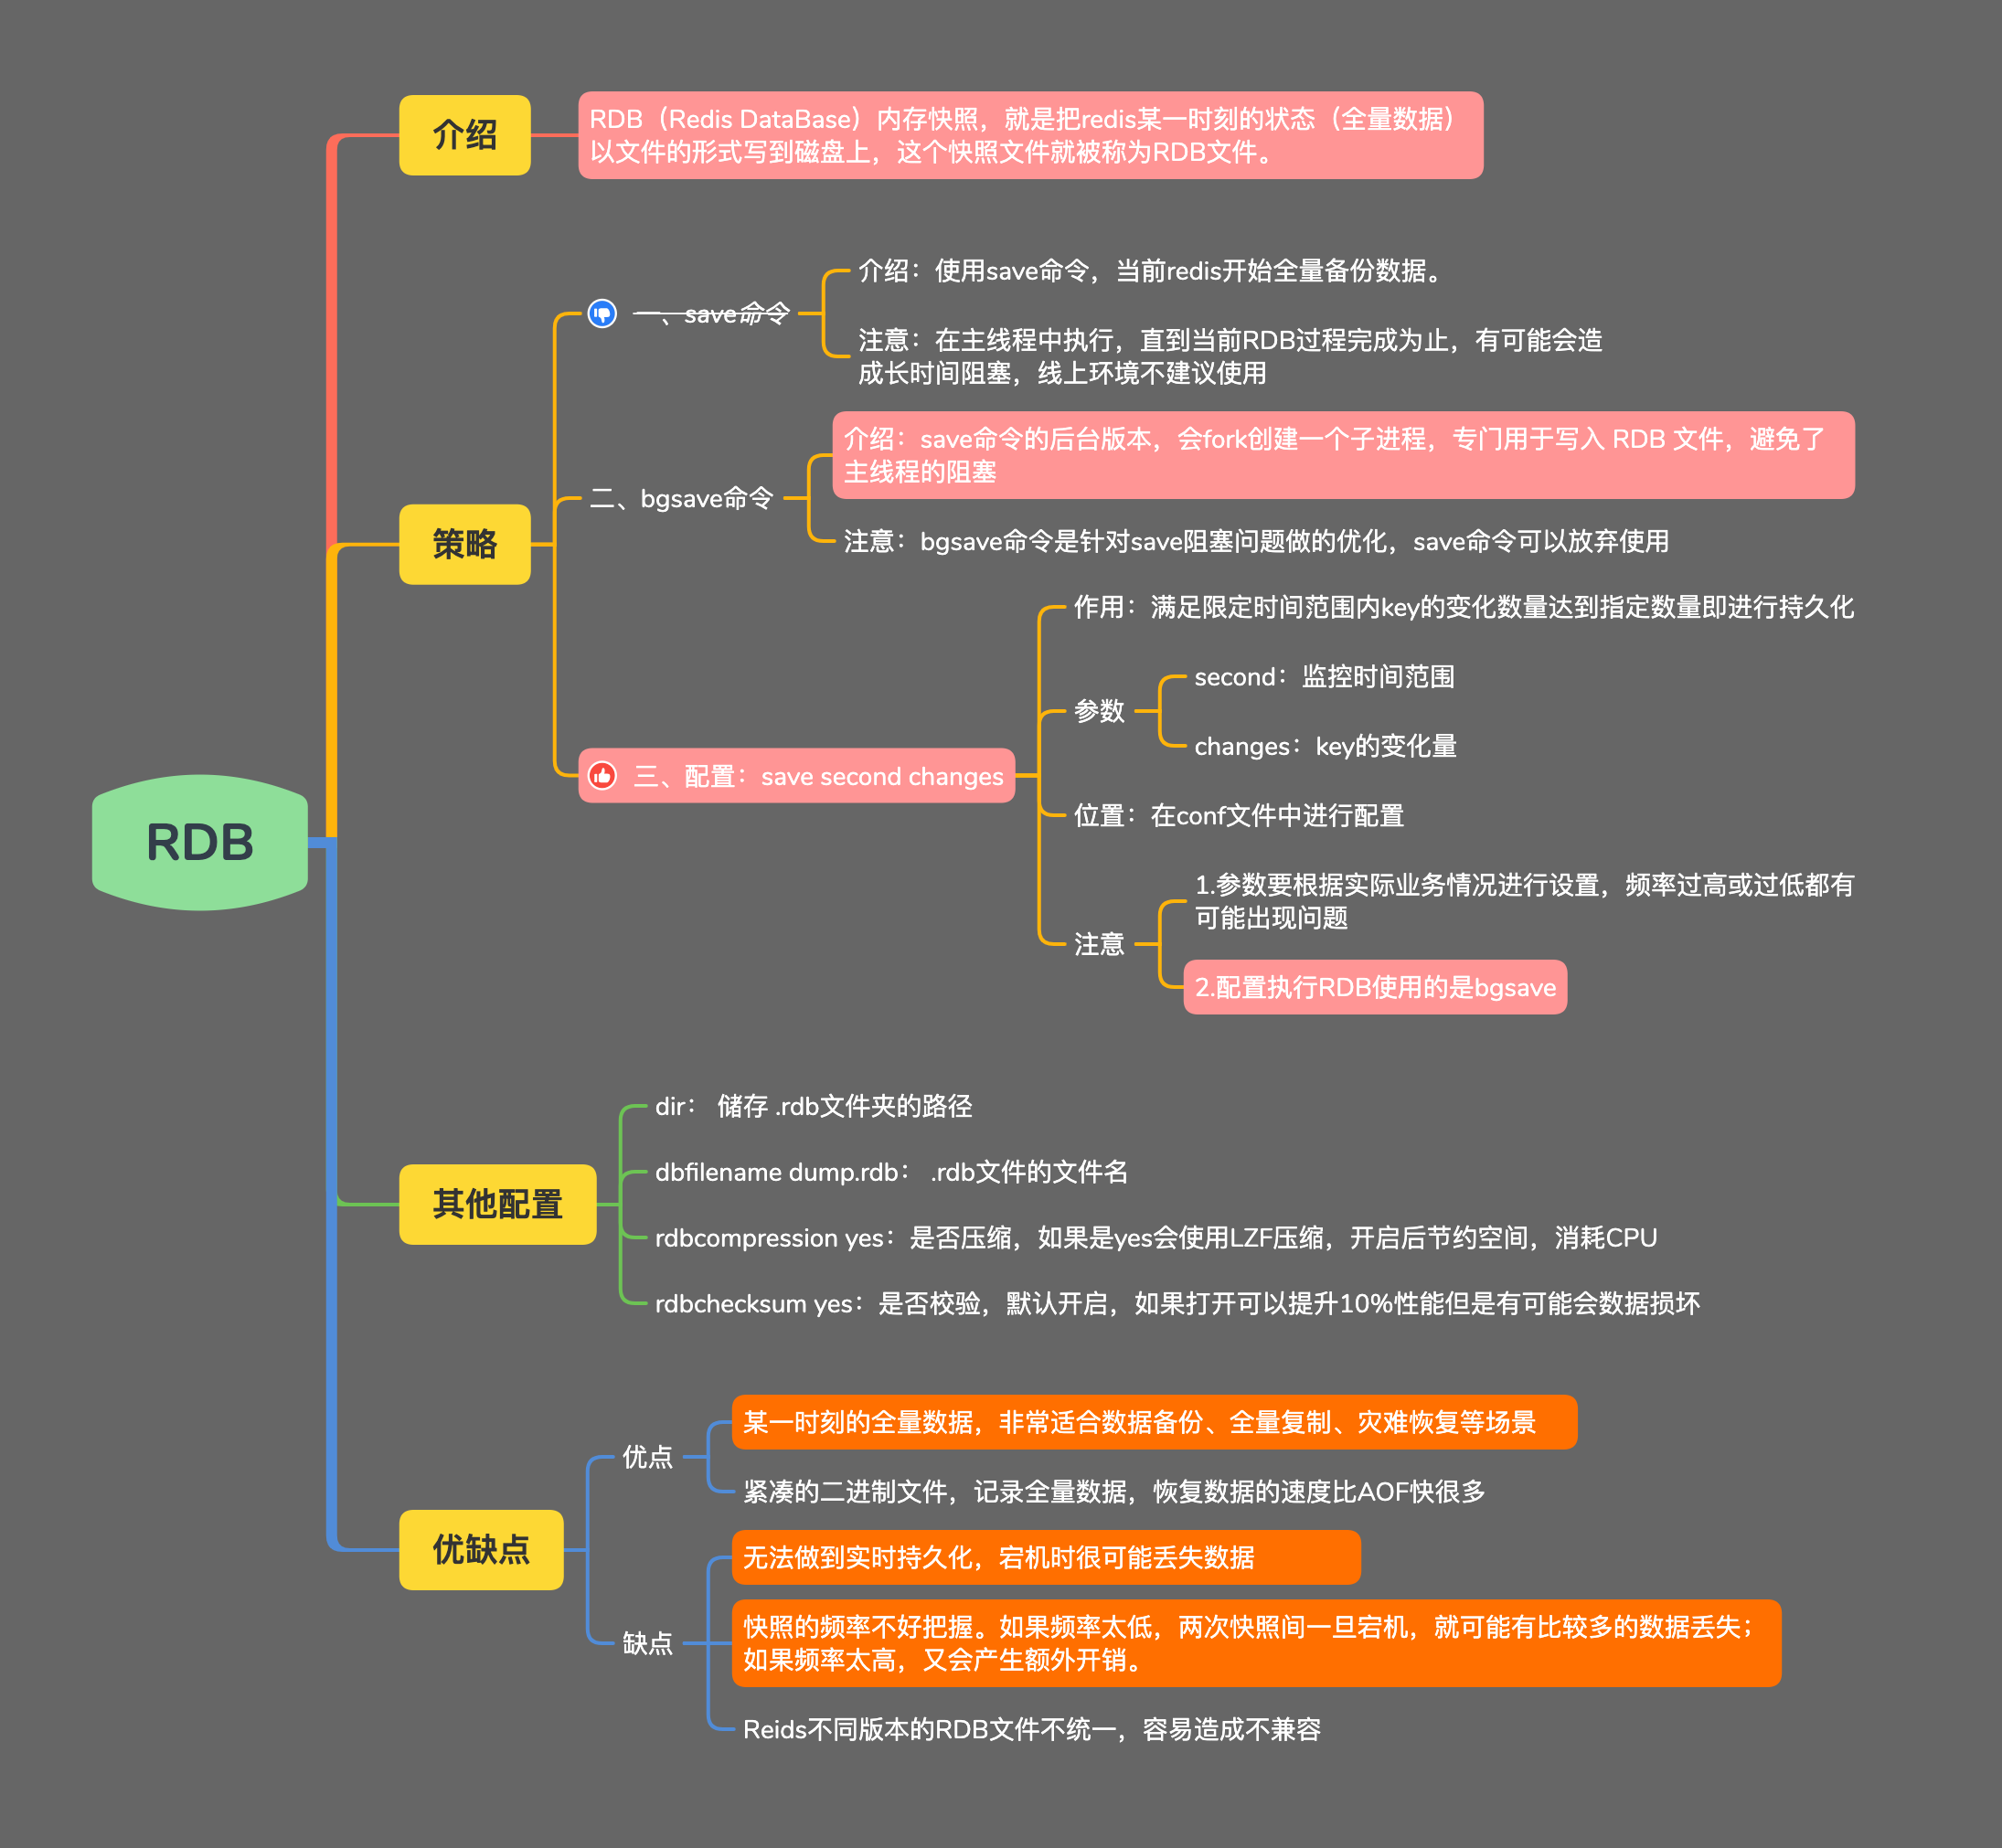 RDB
介绍
RDB（Redis DataBase）内存快照，就是把redis某一时刻的状态（全量数据）
以文件的形式写到磁盘上，这个快照文件就被称为RDB文件。
策略
一、save命令
介绍：使用save命令，当前redis开始全量备份数据。
注意：在主线程中执行，直到当前RDB过程完成为止，有可能会造
成长时间阻塞，线上环境不建议使用
二、bgsave命令
介绍：save命令的后台版本，会fork创建一个子进程，专门用于写入 RDB 文件，避免了
主线程的阻塞
注意：bgsave命令是针对save阻塞问题做的优化，save命令可以放弃使用
三、配置：save second changes
作用：满足限定时间范围内key的变化数量达到指定数量即进行持久化
参数
second：监控时间范围
changes：key的变化量
位置：在conf文件中进行配置
注意
1.参数要根据实际业务情况进行设置，频率过高或过低都有
可能出现问题
2.配置执行RDB使用的是bgsave
其他配置
dir： 储存 .rdb文件夹的路径
dbfilename dump.rdb： .rdb文件的文件名
rdbcompression yes：是否压缩，如果是yes会使用LZF压缩，开启后节约空间，消耗CPU
rdbchecksum yes：是否校验，默认开启，如果打开可以提升10%性能但是有可能会数据损坏
优缺点
优点
某一时刻的全量数据，非常适合数据备份、全量复制、灾难恢复等场景
紧凑的二进制文件，记录全量数据，恢复数据的速度比AOF快很多
缺点
无法做到实时持久化，宕机时很可能丢失数据
快照的频率不好把握。如果频率太低，两次快照间一旦宕机，就可能有比较多的数据丢失；
如果频率太高，又会产生额外开销。
Reids不同版本的RDB文件不统一，容易造成不兼容